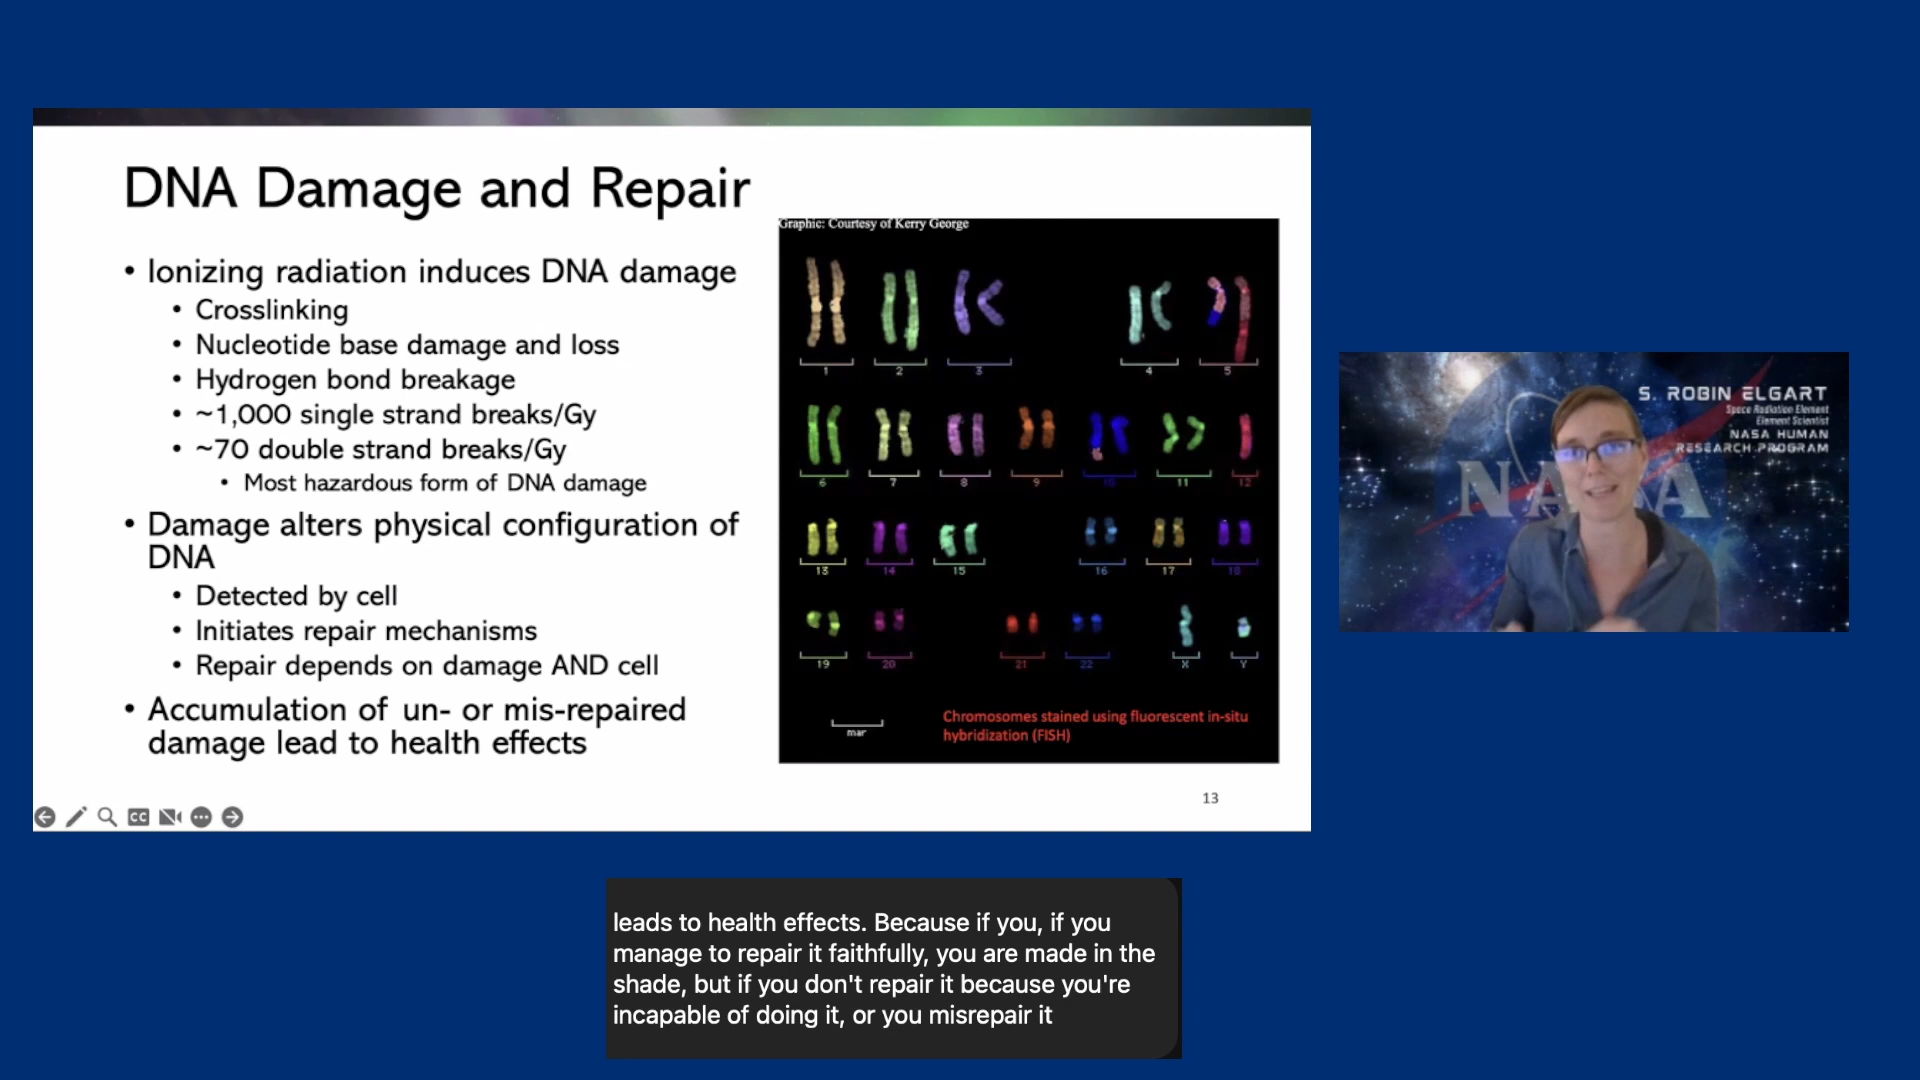 DNA Damage and Repair
• Ionizing radiation induces DNA damage
• Crosslinking
• Nucleotide base damage and loss
• Hydrogen bond breakage
• ~1,000 single strand breaks/Gy
• ~70 double strand breaks/Gy
• Most hazardous form of DNA damage
• Damage alters physical configuration of
DNA
• Detected by cell
• Initiates repair mechanisms
• Repair depends on damage AND cell
• Accumulation of un- or mis-repaired
damage lead to health effects
Graphic: Courtesy of Kerry George
1 2 3 4 5
6 7 8 9 10 11 12
13 14 15 16 17 18
19 20 21 22 X Y
mar
Chromosomes stained using fluorescent in-situ
hybridization (FISH)
13
CC
S. ROBIN ELGART
Space Radiation Element
Element Scientist
NASA HUMAN
RESEARCH PROGRAM
NASA
leads to health effects. Because if you, if you
manage to repair it faithfully, you are made in the
shade, but if you don't repair it because you're
incapable of doing it, or you misrepair it